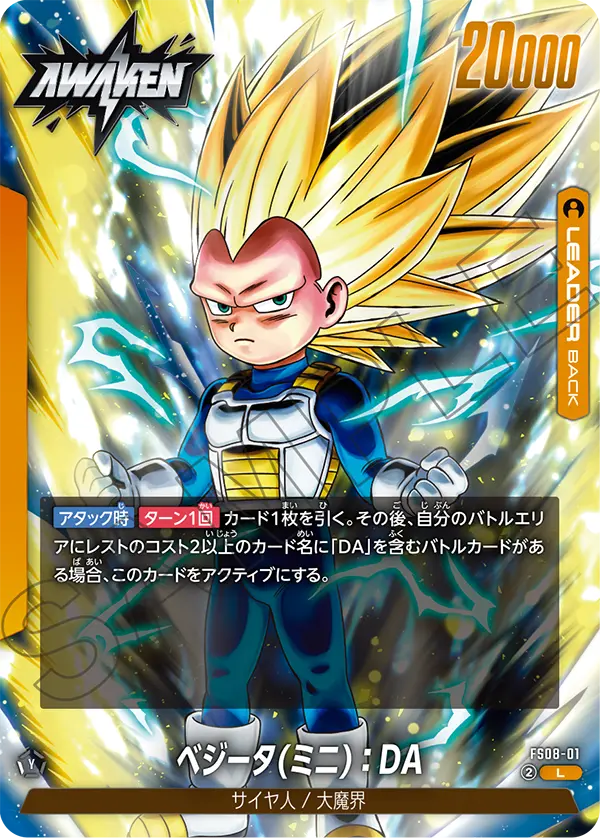 AWAKEN
20000
LEADER BACK
アタック時 ターン1回 カード1枚を引く。その後、自分のバトルエリ
アにレストのコスト2以上のカード名に「DA」を含むバトルカードがあ
る場合、このカードをアクティブにする。
ベジータ(ミニ) : DA
FS08-01
Y
② L
サイヤ人 / 大魔界